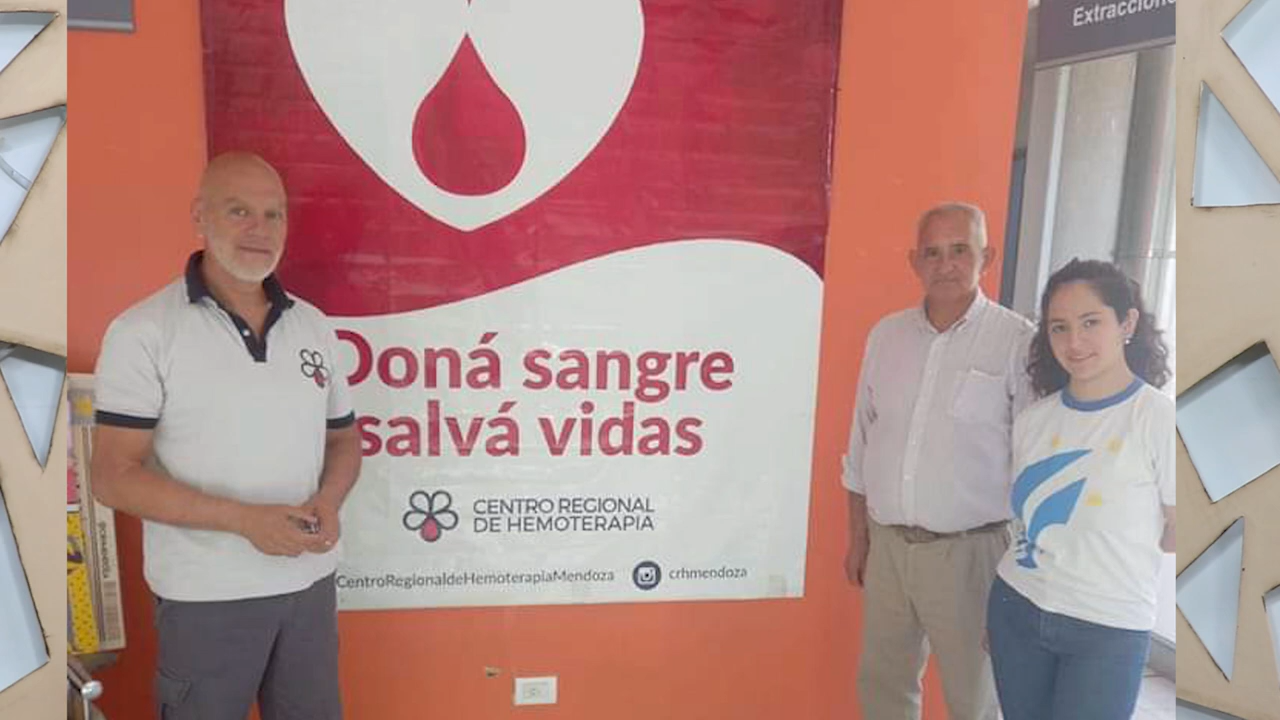 Extraccione
Doná sangre
salvá vidas
CENTRO REGIONAL
DE HEMOTERAPIA
CentroRegionaldeHemoterapiaMendoza crhmendoza